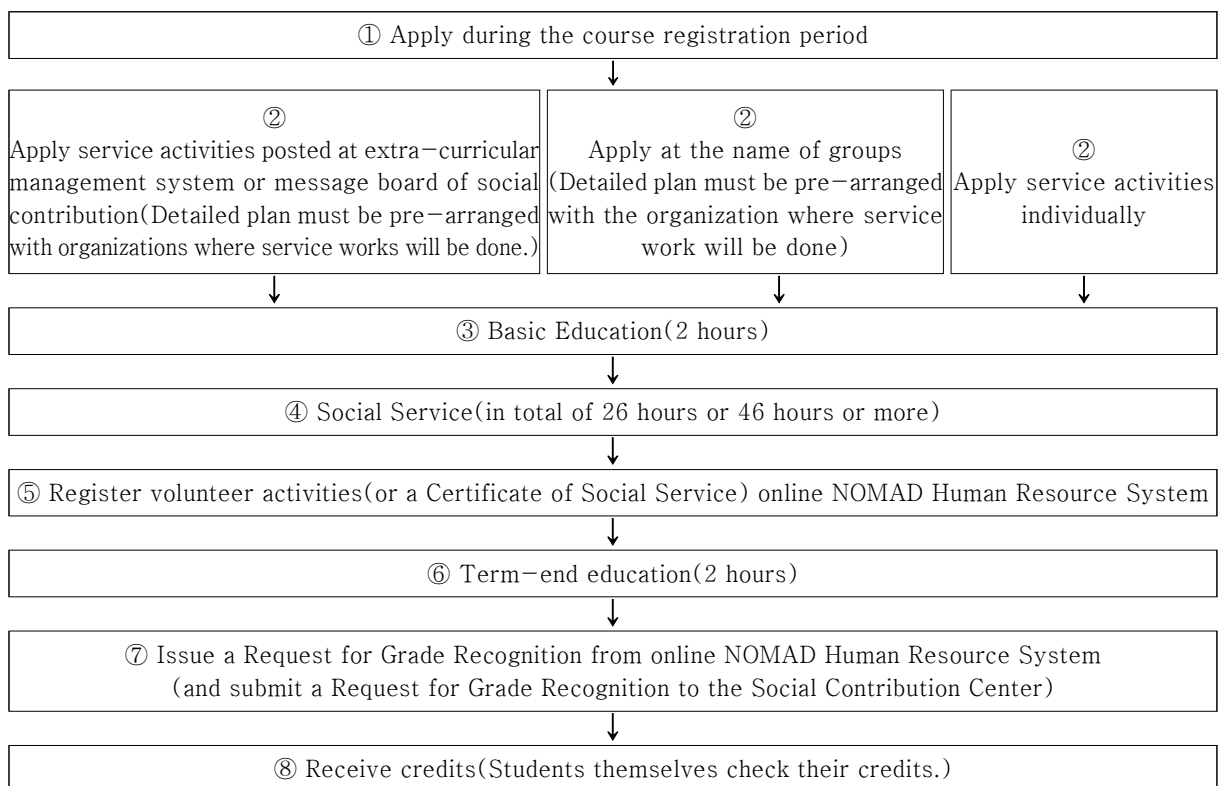 ① Apply during the course registration period
②
Apply service activities posted at extra-curricular
management system or message board of social
contribution(Detailed plan must be pre-arranged
with organizations where service works will be done.)
②
Apply at the name of groups
(Detailed plan must be pre-arranged
with the organization where service
work will be done)
②
Apply service activities
individually
③ Basic Education(2 hours)
④ Social Service(in total of 26 hours or 46 hours or more)
⑤ Register volunteer activities(or a Certificate of Social Service) online NOMAD Human Resource System
⑥ Term-end education(2 hours)
⑦ Issue a Request for Grade Recognition from online NOMAD Human Resource System
(and submit a Request for Grade Recognition to the Social Contribution Center)
⑧ Receive credits(Students themselves check their credits.)